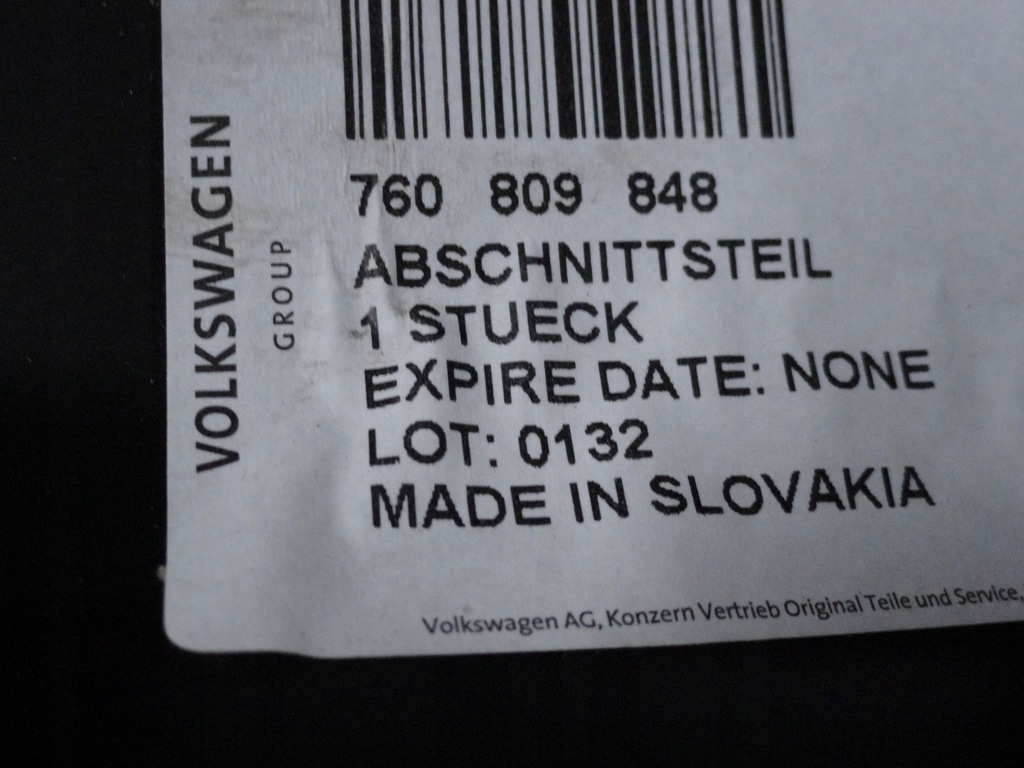 VOLKSWAGEN
GROUP
760 809 848
ABSCHNITTSTEIL
1 STUECK
EXPIRE DATE: NONE
LOT: 0132
MADE IN SLOVAKIA
Volkswagen AG, Konzern Vertrieb Original Teile und Service,